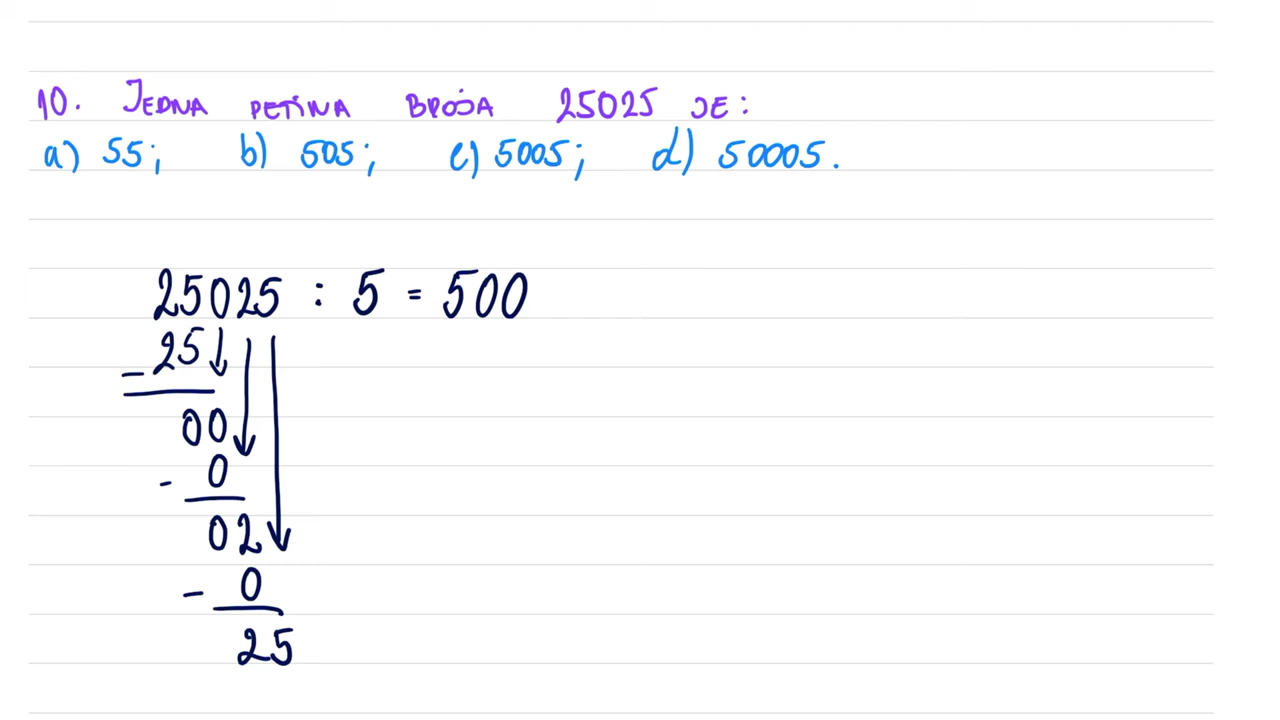 10. JEDNA PETINA BROJA 25025 JE:
a) 55; b) 505; c) 5005; d) 50005.
25025 : 5 = 500
- 25
00
- 0
02
- 0
25